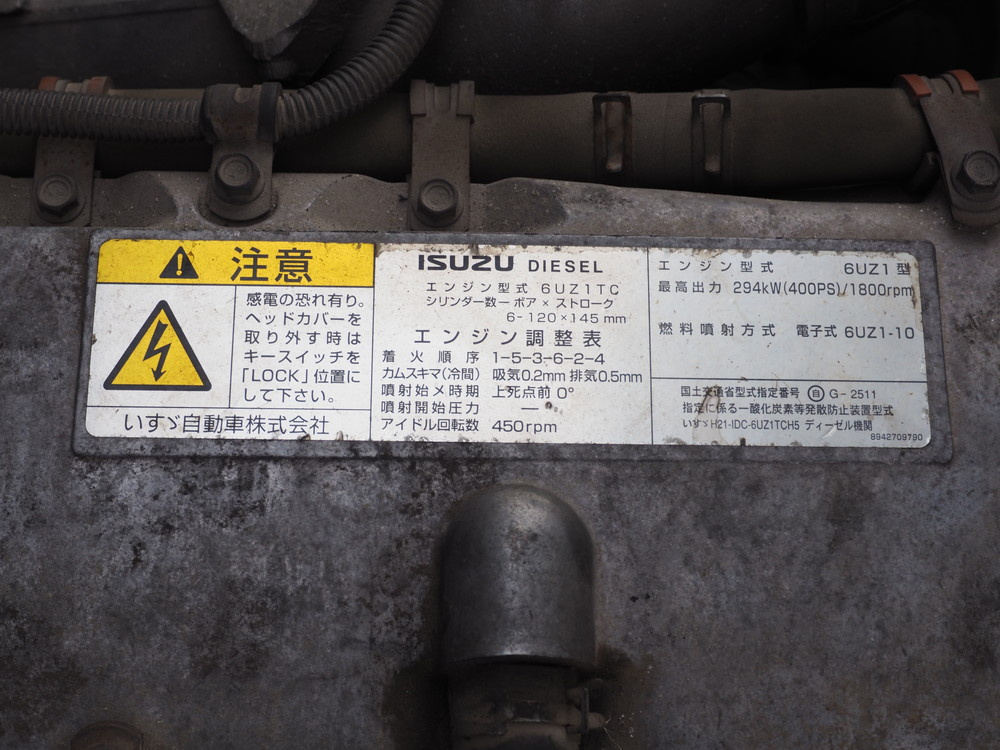 注意
感電の恐れ有り。
ヘッドカバーを
取り外す時は
キースイッチを
「LOCK」位置に
して下さい。
いすゞ自動車株式会社
ISUZU DIESEL
エンジン型式 6UZ1TC
シリンダー数－ボア×ストローク
6-120×145mm
エンジン調整表
着火順序 1-5-3-6-2-4
カムスキマ(冷間) 吸気0.2mm 排気0.5mm
噴射始メ時期 上死点前 0°
噴射開始圧力 —
アイドル回転数 450rpm
エンジン型式 6UZ1型
最高出力 294kW(400PS)/1800rpm
燃料噴射方式 電子式 6UZ1-10
国土交通省型式指定番号 自 G-2511
指定に係る一酸化炭素等発散防止装置型式
いすゞH21-IDC-6UZ1TCH5 ディーゼル機関
8942709790